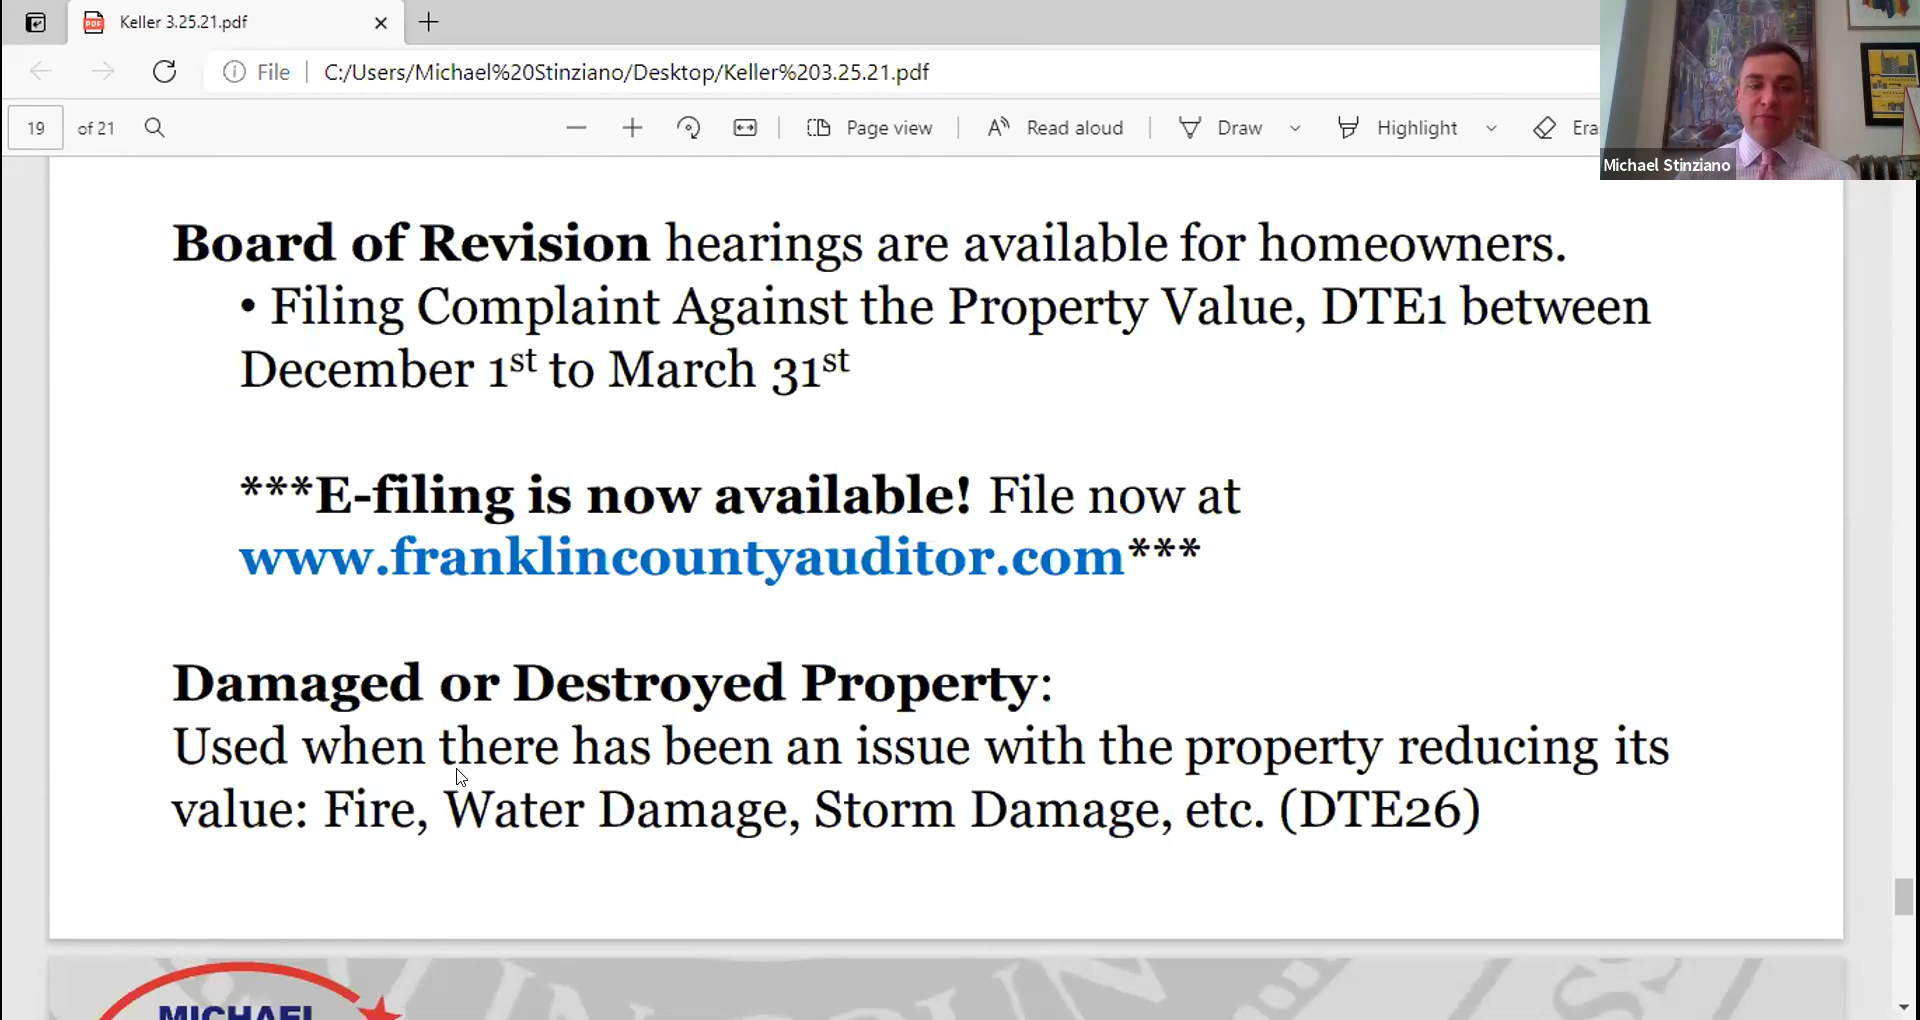 Keller 3.25.21.pdf
File
C:/Users/Michael%20Stinziano/Desktop/Keller%203.25.21.pdf
19 of 21
Page view
Read aloud
Draw
Highlight
Era
Michael Stinziano
Board of Revision hearings are available for homeowners.
• Filing Complaint Against the Property Value, DTE1 between
December 1st to March 31st
***E-filing is now available! File now at
www.franklincountyauditor.com***
Damaged or Destroyed Property:
Used when there has been an issue with the property reducing its
value: Fire, Water Damage, Storm Damage, etc. (DTE26)
MICHAEL